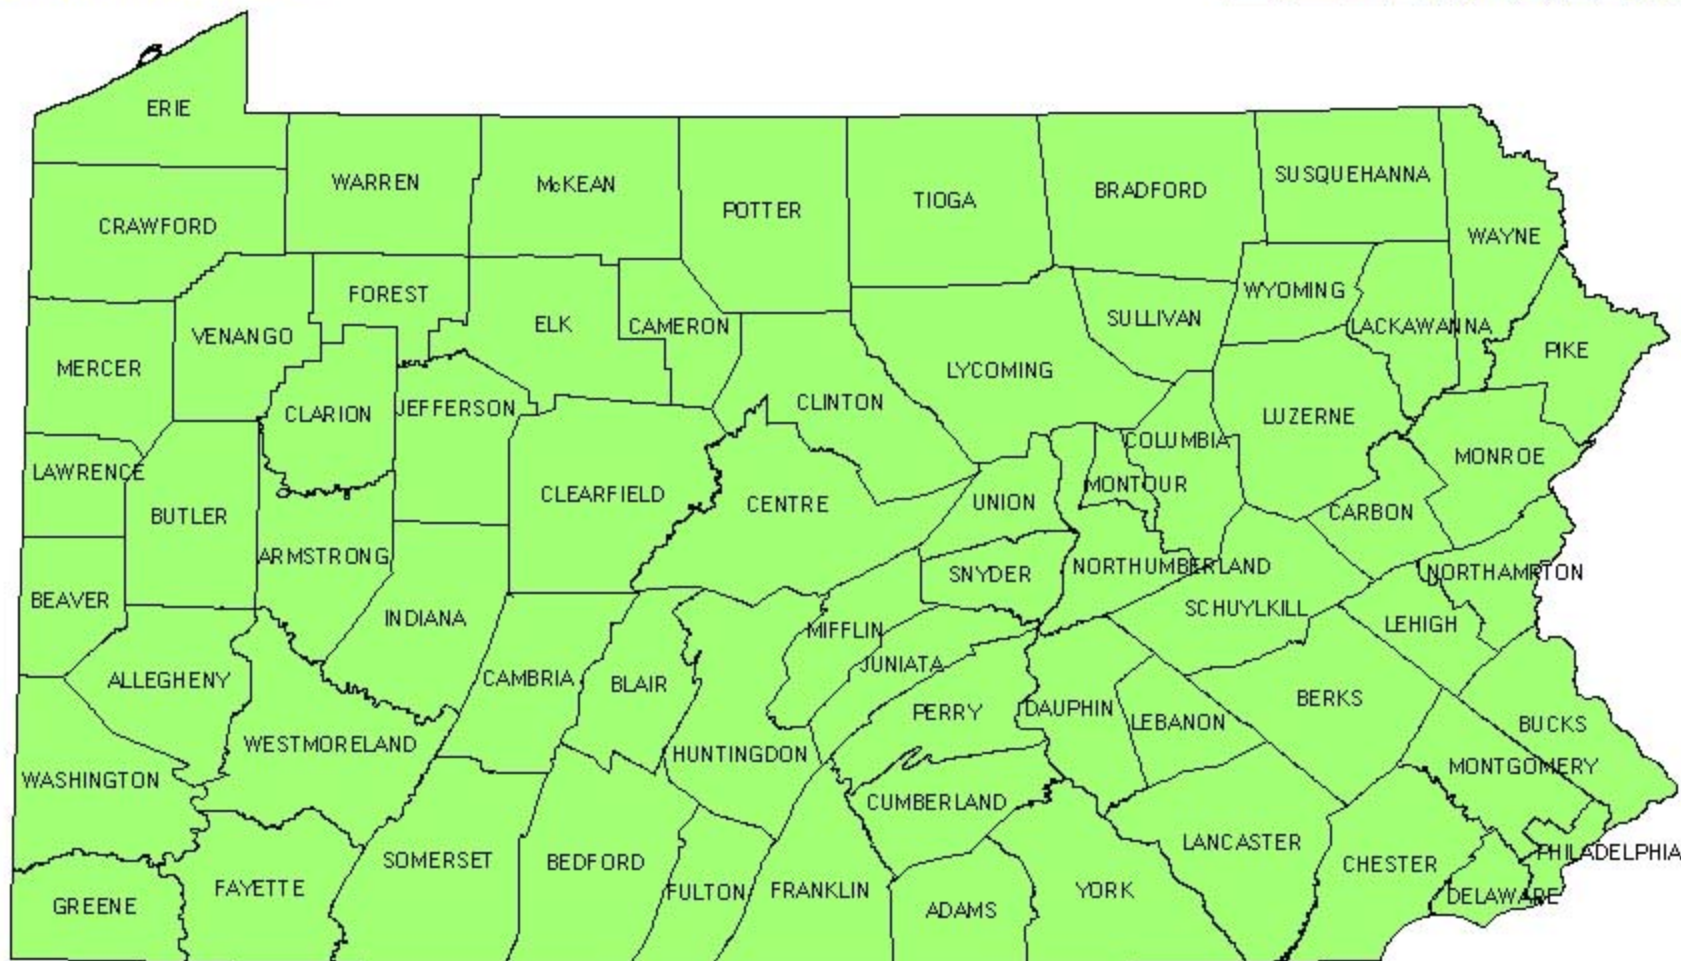 ERIE
WARREN
McKEAN
POTTER
TIOGA
BRADFORD
SUSQUEHANNA
WAYNE
CRAWFORD
FOREST
ELK
CAMERON
SULLIVAN
WYOMING
LACKAWANNA
PIKE
MERCER
VENANGO
CLARION
JEFFERSON
CLINTON
LYCOMING
COLUMBIA
LUZERNE
MONROE
LAWRENCE
BUTLER
ARMSTRONG
CLEARFIELD
CENTRE
UNION
MONTOUR
CARBON
BEAVER
INDIANA
SNYDER
NORTHUMBERLAND
SCHUYLKILL
NORTHAMPTON
LEHIGH
ALLEGHENY
CAMBRIA
BLAIR
MIFFLIN
JUNIATA
PERRY
DAUPHIN
LEBANON
BERKS
BUCKS
WASHINGTON
WESTMORELAND
HUNTINGDON
CUMBERLAND
MONTGOMERY
GREENE
FAYETTE
SOMERSET
BEDFORD
FULTON
FRANKLIN
ADAMS
YORK
LANCASTER
CHESTER
DELAWARE
PHILADELPHIA